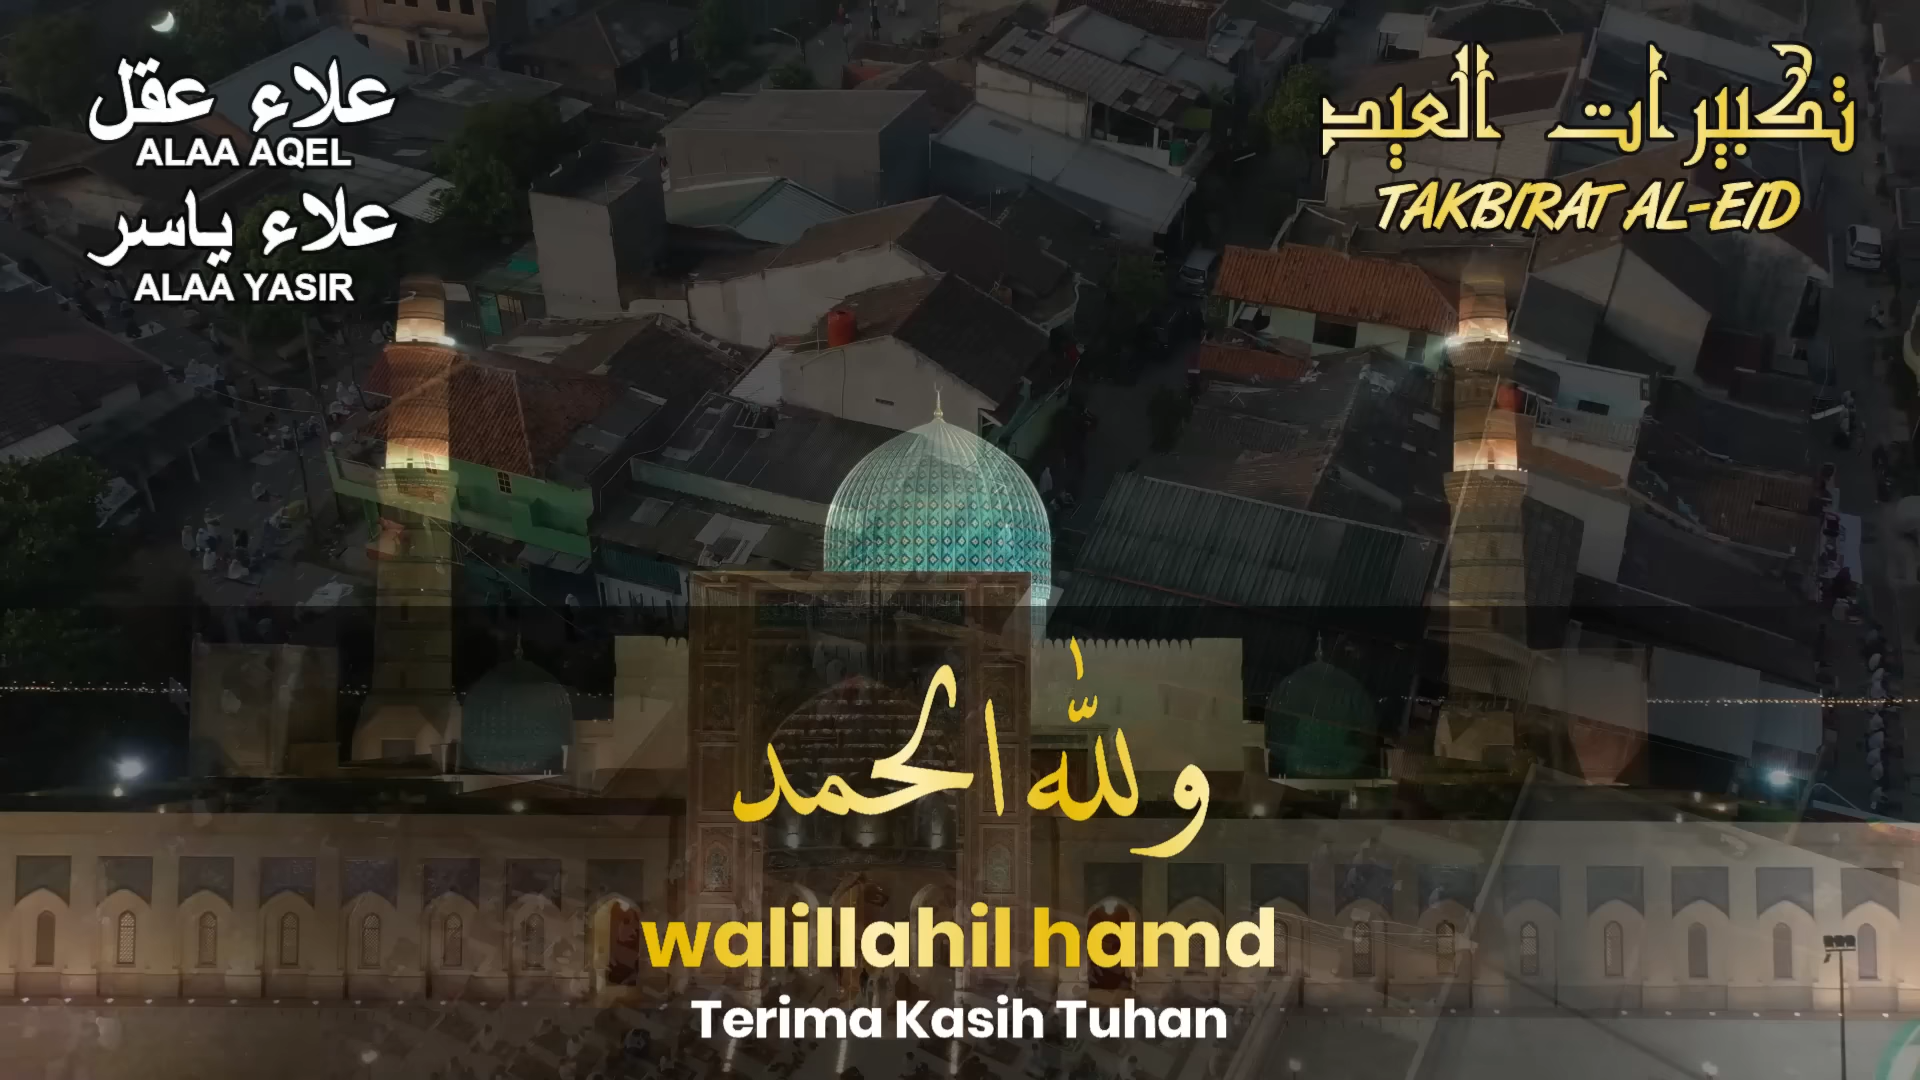 علاء عقل
ALAA AQEL
علاء ياسر
ALAA YASIR
تكبيرات العيد
TAKBIRAT AL-EID
ولله الحمد
walillahil hamd
Terima Kasih Tuhan